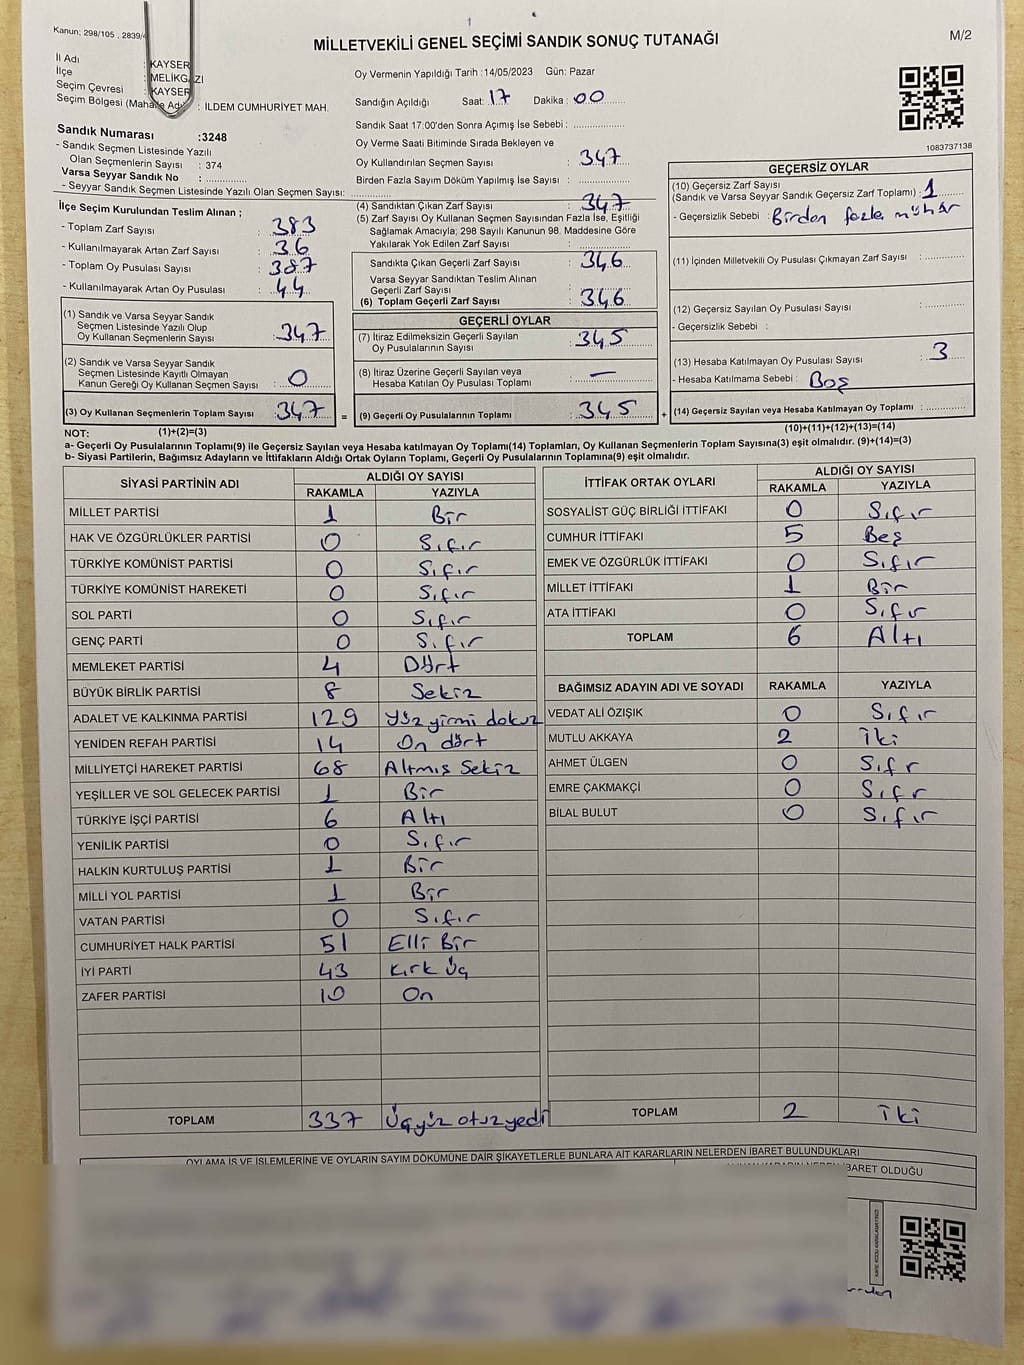 Kanun; 298/105 , 2839/
M/2
MİLLETVEKİLİ GENEL SEÇİMİ SANDIK SONUÇ TUTANAĞI
İl Adı : KAYSER
İlçe : MELİKGAZİ
Seçim Çevresi : KAYSER
Seçim Bölgesi (Mahalle Adı) : İLDEM CUMHURİYET MAH.
Sandık Numarası :3248
- Sandık Seçmen Listesinde Yazılı
Olan Seçmenlerin Sayısı : 374
Varsa Seyyar Sandık No : ..............
- Seyyar Sandık Seçmen Listesinde Yazılı Olan Seçmen Sayısı: ..............
Oy Vermenin Yapıldığı Tarih :14/05/2023 Gün: Pazar
Sandığın Açıldığı Saat: 17 Dakika : 00
Sandık Saat 17:00'den Sonra Açımış İse Sebebi : ..............
Oy Verme Saati Bitiminde Sırada Bekleyen ve
Oy Kullandırılan Seçmen Sayısı : 347
Birden Fazla Sayım Döküm Yapılmış İse Sayısı : ..............
(4) Sandıktan Çıkan Zarf Sayısı : 347
(5) Zarf Sayısı Oy Kullanan Seçmen Sayısından Fazla İse, Eşitliği
Sağlamak Amacıyla; 298 Sayılı Kanunun 98. Maddesine Göre
Yakılarak Yok Edilen Zarf Sayısı : ..............
1083737138
İlçe Seçim Kurulundan Teslim Alınan ;
- Toplam Zarf Sayısı : 383
- Kullanılmayarak Artan Zarf Sayısı : 36
- Toplam Oy Pusulası Sayısı : 387
- Kullanılmayarak Artan Oy Pusulası : 44
(1) Sandık ve Varsa Seyyar Sandık
Seçmen Listesinde Yazılı Olup
Oy Kullanan Seçmenlerin Sayısı : 347
(2) Sandık ve Varsa Seyyar Sandık
Seçmen Listesinde Kayıtlı Olmayan
Kanun Gereği Oy Kullanan Seçmen Sayısı : 0
(3) Oy Kullanan Seçmenlerin Toplam Sayısı : 347 =
Sandıkta Çıkan Geçerli Zarf Sayısı : 346
Varsa Seyyar Sandıktan Teslim Alınan
Geçerli Zarf Sayısı : ..............
(6) Toplam Geçerli Zarf Sayısı : 346
GEÇERLİ OYLAR
(7) İtiraz Edilmeksizin Geçerli Sayılan
Oy Pusulalarının Sayısı : 345
(8) İtiraz Üzerine Geçerli Sayılan veya
Hesaba Katılan Oy Pusulası Toplamı : —
(9) Geçerli Oy Pusulalarının Toplamı : 345 +
GEÇERSİZ OYLAR
(10) Geçersiz Zarf Sayısı
(Sandık ve Varsa Seyyar Sandık Geçersiz Zarf Toplamı) : 1
- Geçersizlik Sebebi : Birden fazla mühür
(11) İçinden Milletvekili Oy Pusulası Çıkmayan Zarf Sayısı : ..............
(12) Geçersiz Sayılan Oy Pusulası Sayısı : ..............
- Geçersizlik Sebebi :
(13) Hesaba Katılmayan Oy Pusulası Sayısı : 3
- Hesaba Katılmama Sebebi : Boş
(14) Geçersiz Sayılan veya Hesaba Katılmayan Oy Toplamı : ..............
NOT: (1)+(2)=(3)
(10)+(11)+(12)+(13)=(14)
a- Geçerli Oy Pusulalarının Toplamı(9) ile Geçersiz Sayılan veya Hesaba katılmayan Oy Toplamı(14) Toplamları, Oy Kullanan Seçmenlerin Toplam Sayısına(3) eşit olmalıdır. (9)+(14)=(3)
b- Siyasi Partilerin, Bağımsız Adayların ve İttifakların Aldığı Ortak Oyların Toplamı, Geçerli Oy Pusulalarının Toplamına(9) eşit olmalıdır.
SİYASİ PARTİNİN ADI ALDIĞI OY SAYISI
RAKAMLA YAZIYLA
MİLLET PARTİSİ 1 Bir
HAK VE ÖZGÜRLÜKLER PARTİSİ 0 Sıfır
TÜRKİYE KOMÜNİST PARTİSİ 0 Sıfır
TÜRKİYE KOMÜNİST HAREKETİ 0 Sıfır
SOL PARTİ 0 Sıfır
GENÇ PARTİ 0 Sıfır
MEMLEKET PARTİSİ 4 Dört
BÜYÜK BİRLİK PARTİSİ 8 Sekiz
ADALET VE KALKINMA PARTİSİ 129 Yüz yirmi dokuz
YENİDEN REFAH PARTİSİ 14 On dört
MİLLİYETÇİ HAREKET PARTİSİ 68 Altmış Sekiz
YEŞİLLER VE SOL GELECEK PARTİSİ 1 Bir
TÜRKİYE İŞÇİ PARTİSİ 6 Altı
YENİLİK PARTİSİ 0 Sıfır
HALKIN KURTULUŞ PARTİSİ 1 Bir
MİLLİ YOL PARTİSİ 1 Bir
VATAN PARTİSİ 0 Sıfır
CUMHURİYET HALK PARTİSİ 51 Elli Bir
İYİ PARTİ 43 Kırk üç
ZAFER PARTİSİ 10 On
TOPLAM 337 Üçyüz otuz yedi
İTTİFAK ORTAK OYLARI ALDIĞI OY SAYISI
RAKAMLA YAZIYLA
SOSYALİST GÜÇ BİRLİĞİ İTTİFAKI 0 Sıfır
CUMHUR İTTİFAKI 5 Beş
EMEK VE ÖZGÜRLÜK İTTİFAKI 0 Sıfır
MİLLET İTTİFAKI 1 Bir
ATA İTTİFAKI 0 Sıfır
TOPLAM 6 Altı
BAĞIMSIZ ADAYIN ADI VE SOYADI RAKAMLA YAZIYLA
VEDAT ALİ ÖZIŞIK 0 Sıfır
MUTLU AKKAYA 2 İki
AHMET ÜLGEN 0 Sıfr
EMRE ÇAKMAKÇİ 0 Sıfr
BİLAL BULUT 0 Sıfır
TOPLAM 2 İki
OYLAMA İŞ VE İŞLEMLERİNE VE OYLARIN SAYIM DÖKÜMÜNE DAİR ŞİKAYETLERLE BUNLARA AİT KARARLARIN NELERDEN İBARET BULUNDUKLARI
BARET OLDUĞU